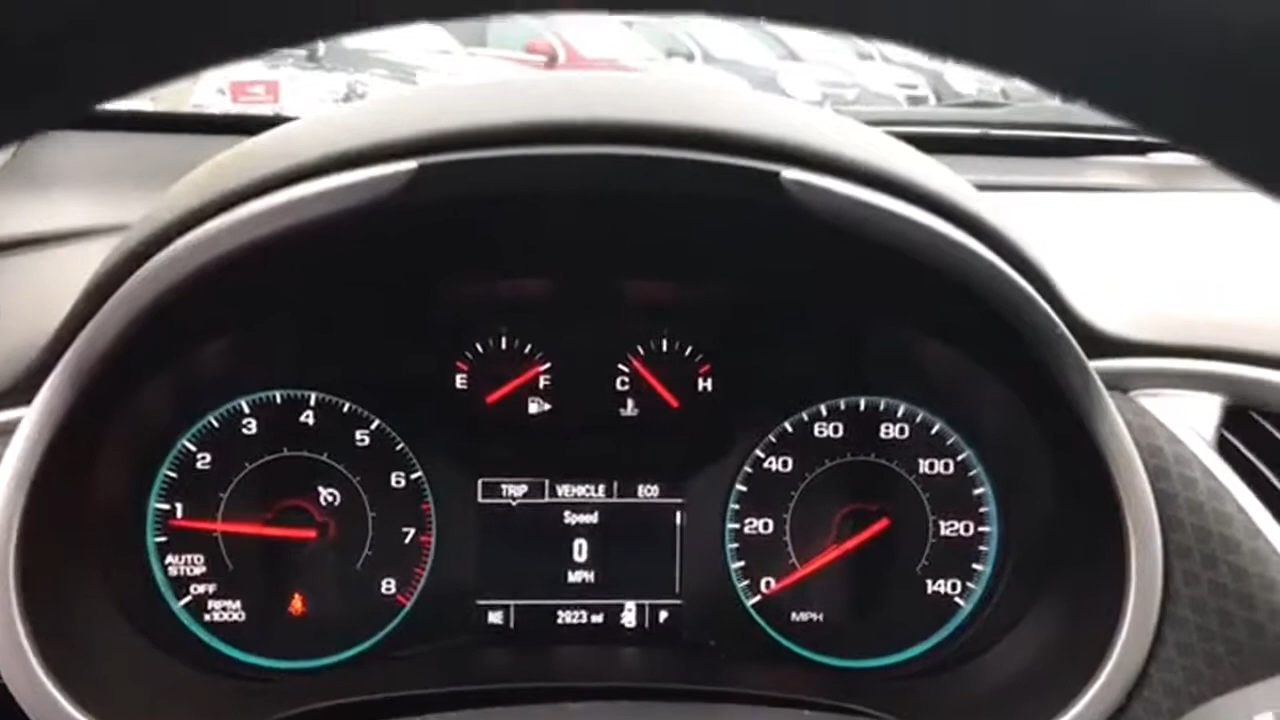 E F
C H
1 2 3 4 5 6 7 8
AUTO
STOP
OFF
RPM
x1000
TRIP VEHICLE ECO
Speed
0
MPH
NE 2923 mi P
0 20 40 60 80 100 120 140
MPH